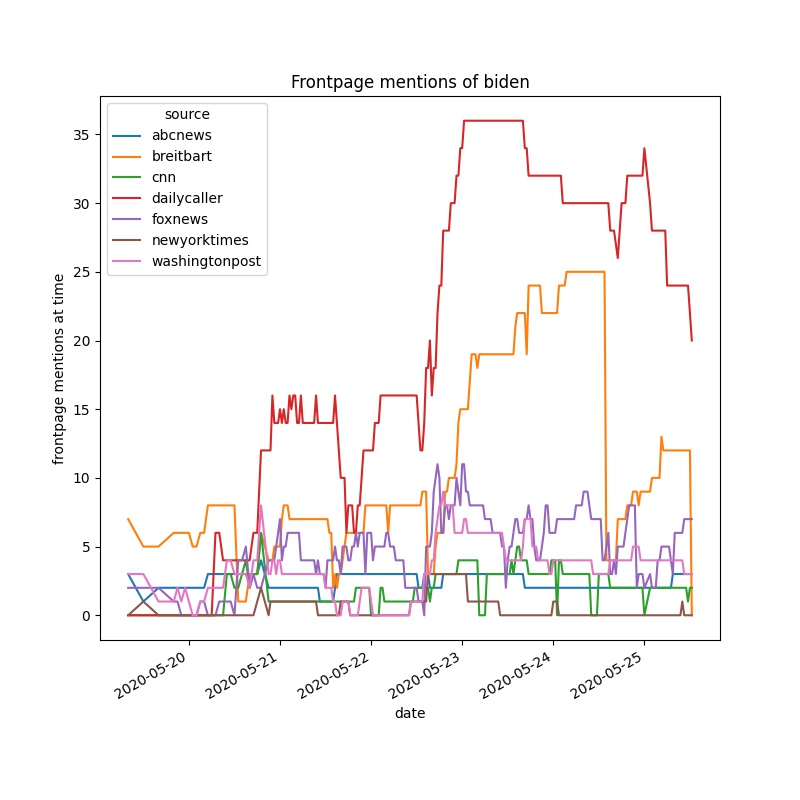 Frontpage mentions of biden
source
abcnews
breitbart
cnn
dailycaller
foxnews
newyorktimes
washingtonpost
frontpage mentions at time
35
30
25
20
15
10
5
0
2020-05-20
2020-05-21
2020-05-22
2020-05-23
2020-05-24
2020-05-25
date